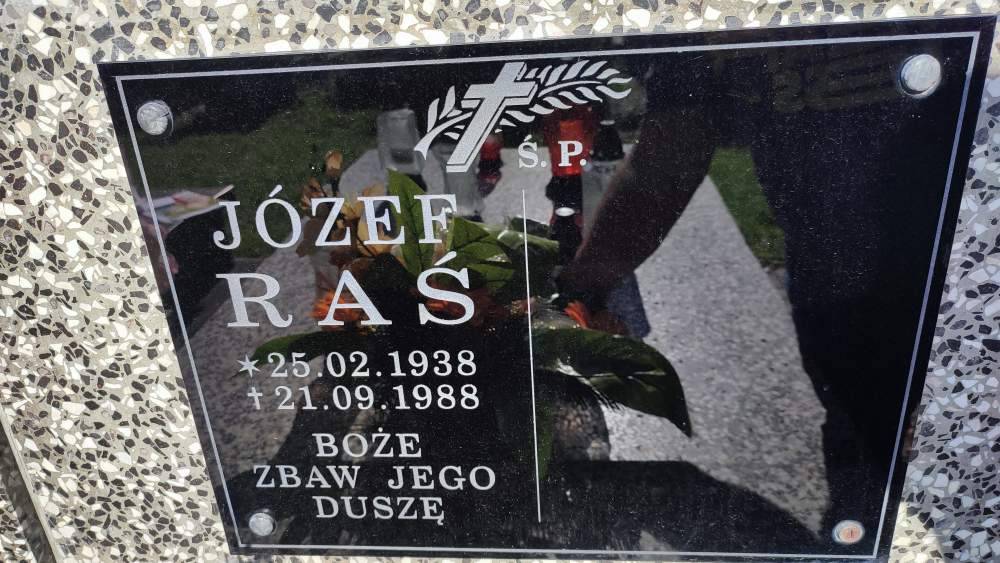 Ś. P.
JÓZEF
RAŚ
✶ 25.02.1938
✝ 21.09.1988
BOŻE
ZBAW JEGO
DUSZĘ